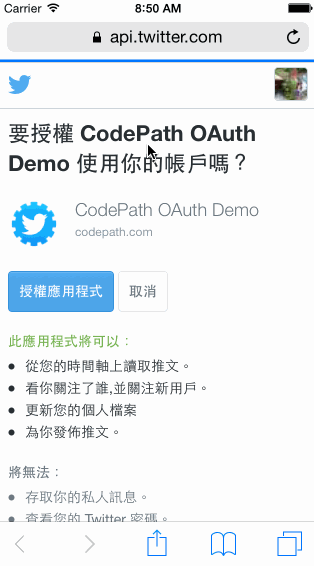 Carrier 8:50 AM
api.twitter.com
要授權 CodePath OAuth
Demo 使用你的帳戶嗎？
CodePath OAuth Demo
codepath.com
授權應用程式 取消
此應用程式將可以：
從您的時間軸上讀取推文。
看你關注了誰,並關注新用戶。
更新您的個人檔案
為你發佈推文。
將無法：
存取你的私人訊息。
查看您的 Twitter 密碼。